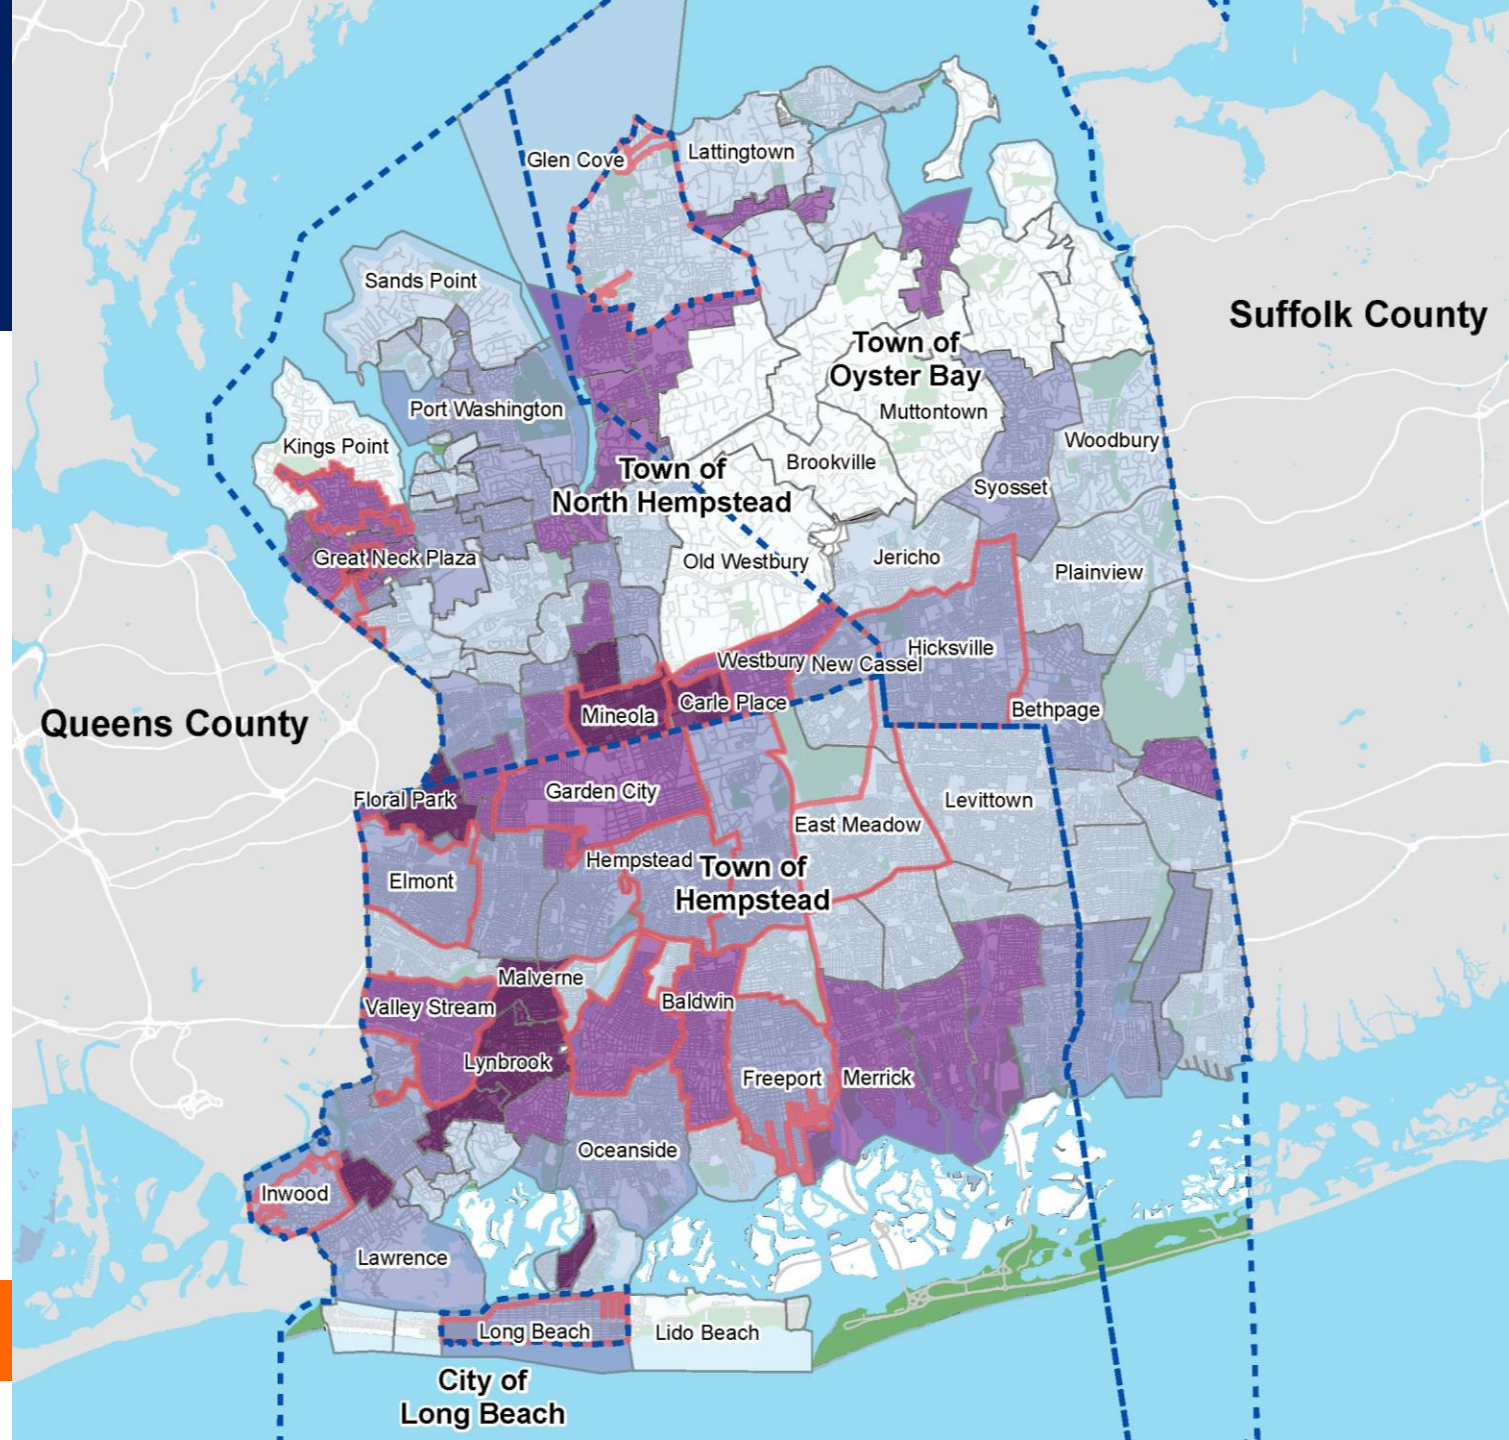 Glen Cove
Lattingtown
Sands Point
Suffolk County
Town of
Oyster Bay
Port Washington
Muttontown
Kings Point
Woodbury
Brookville
Town of
North Hempstead
Syosset
Great Neck Plaza
Old Westbury
Jericho
Plainview
Hicksville
Westbury
New Cassel
Queens County
Mineola
Carle Place
Bethpage
Floral Park
Garden City
Levittown
East Meadow
Hempstead
Town of
Hempstead
Elmont
Malverne
Valley Stream
Baldwin
Lynbrook
Freeport
Merrick
Oceanside
Inwood
Lawrence
Long Beach
Lido Beach
City of
Long Beach